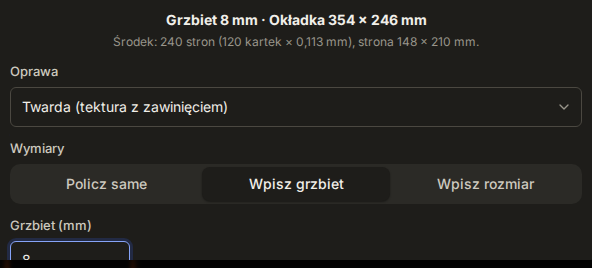 Grzbiet 8 mm · Okładka 354 × 246 mm
Środek: 240 stron (120 kartek × 0,113 mm), strona 148 × 210 mm.
Oprawa
Twarda (tektura z zawinięciem)
Wymiary
Policz same
Wpisz grzbiet
Wpisz rozmiar
Grzbiet (mm)
8